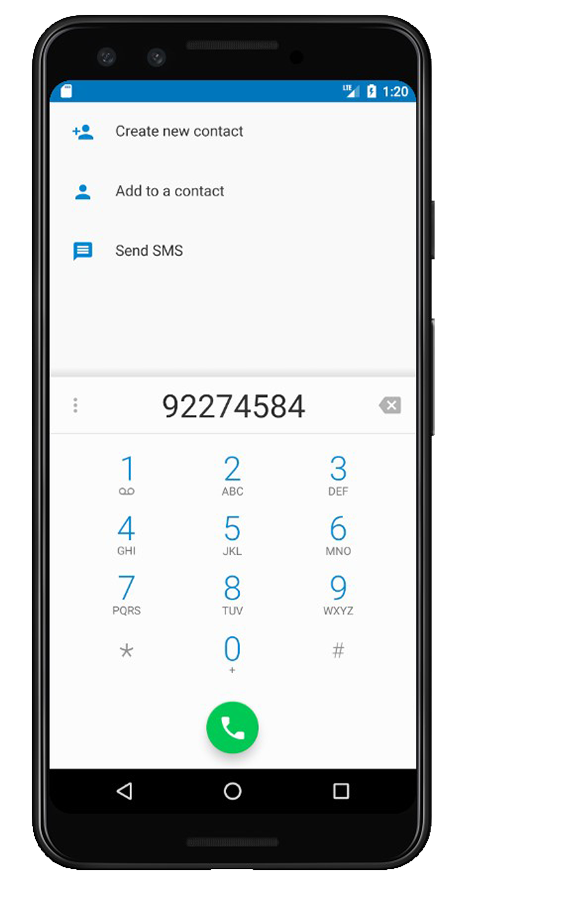 LTE 1:20
Create new contact
Add to a contact
Send SMS
92274584
1 2 3
ABC DEF
4 5 6
GHI JKL MNO
7 8 9
PQRS TUV WXYZ
* 0 #
+